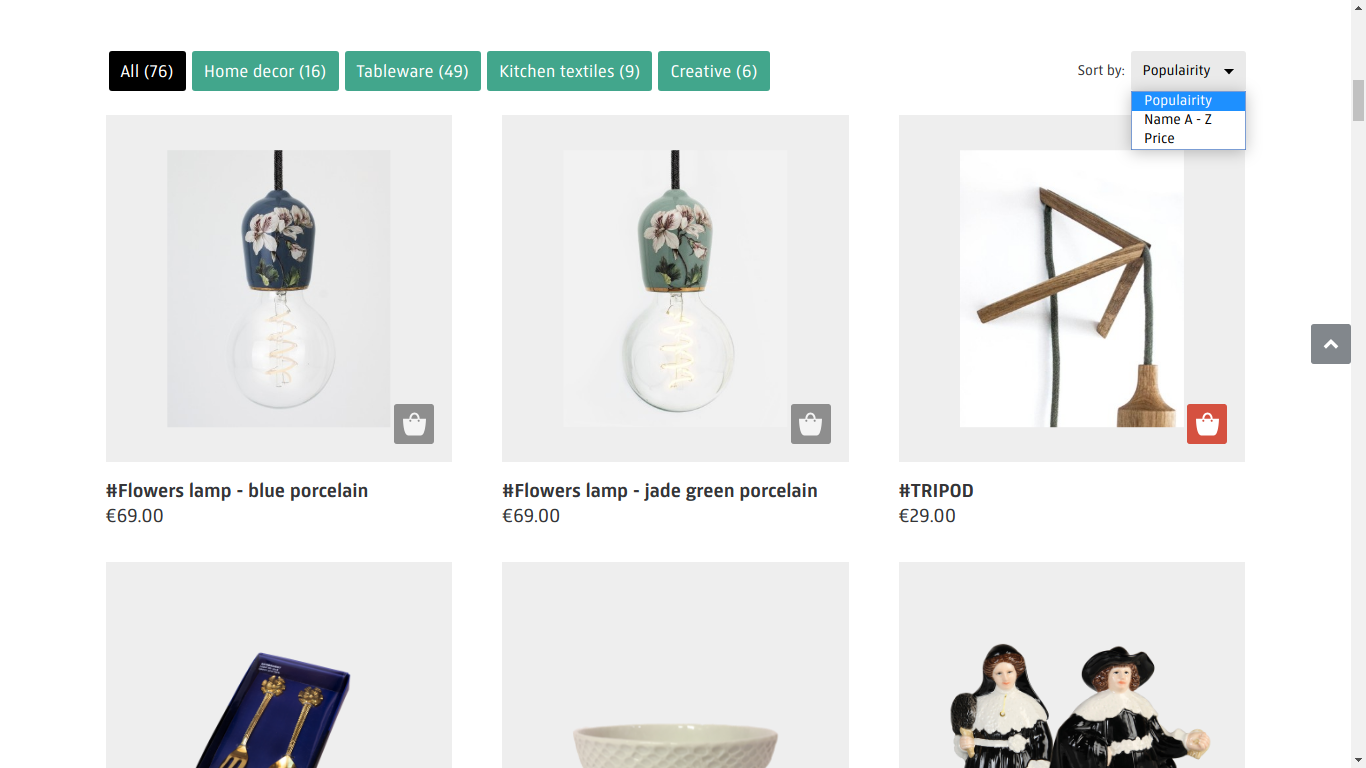 All (76) Home decor (16) Tableware (49) Kitchen textiles (9) Creative (6) Sort by: Populairity
Populairity
Name A - Z
Price
#Flowers lamp - blue porcelain
€69.00
#Flowers lamp - jade green porcelain
€69.00
#TRIPOD
€29.00